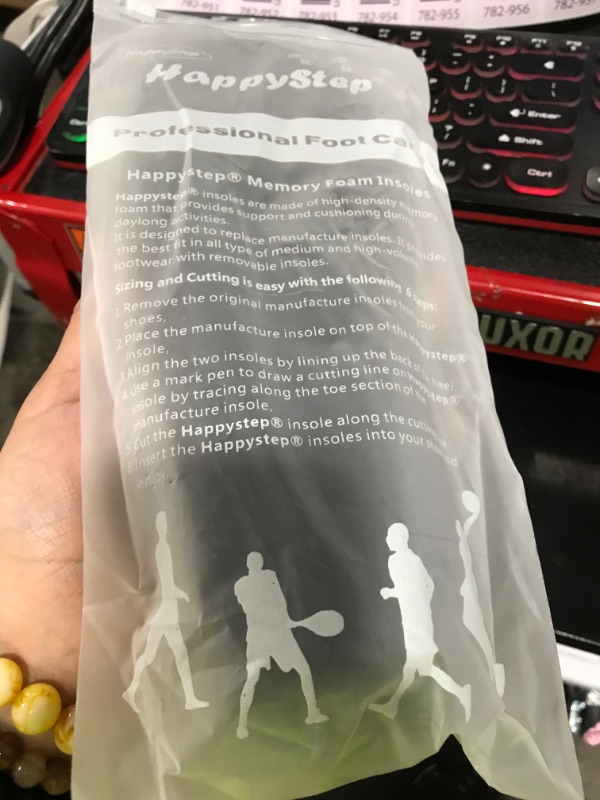 782-951
782-954
782-955
782-956
Enter
Shift
Ctrl
Fn
UXOR
HappyStep
HappyStep
Professional Foot Ca
Happystep® Memory Foam Insoles
Happystep® insoles are made of high-density memory
foam that provides support and cushioning during
daylong activities.
It is designed to replace manufacture insoles. It provides
the best fit in all type of medium and high-volum
footwear with removable insoles.
Sizing and Cutting is easy with the following 6 steps:
1.Remove the original manufacture insoles from your
shoes,
2.Place the manufacture insole on top of the Happystep®
insole,
3.Align the two insoles by lining up the back of heel
4.Use a mark pen to draw a cutting line on Happystep®
insole by tracing along the toe section of the
manufacture insole,
5.Cut the Happystep® insole along the cutting
6.Insert the Happystep® insoles into your shoe and
enjoy.